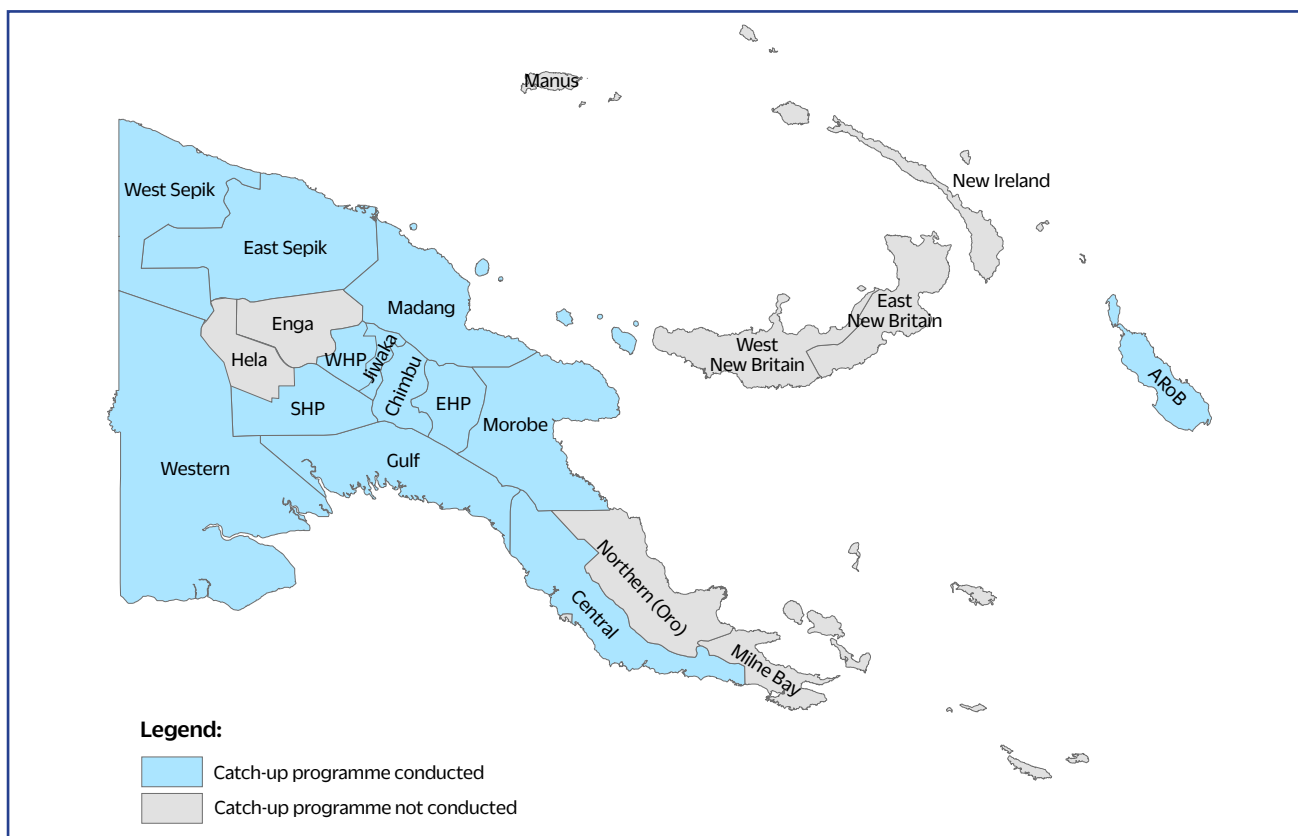 Manus
New Ireland
West Sepik
East Sepik
Madang
Enga
East
New Britain
West
New Britain
Hela
WHP
Jiwaka
Chimbu
ARoB
SHP
EHP
Morobe
Western
Gulf
Northern (Oro)
Central
Milne Bay
Legend:
Catch-up programme conducted
Catch-up programme not conducted